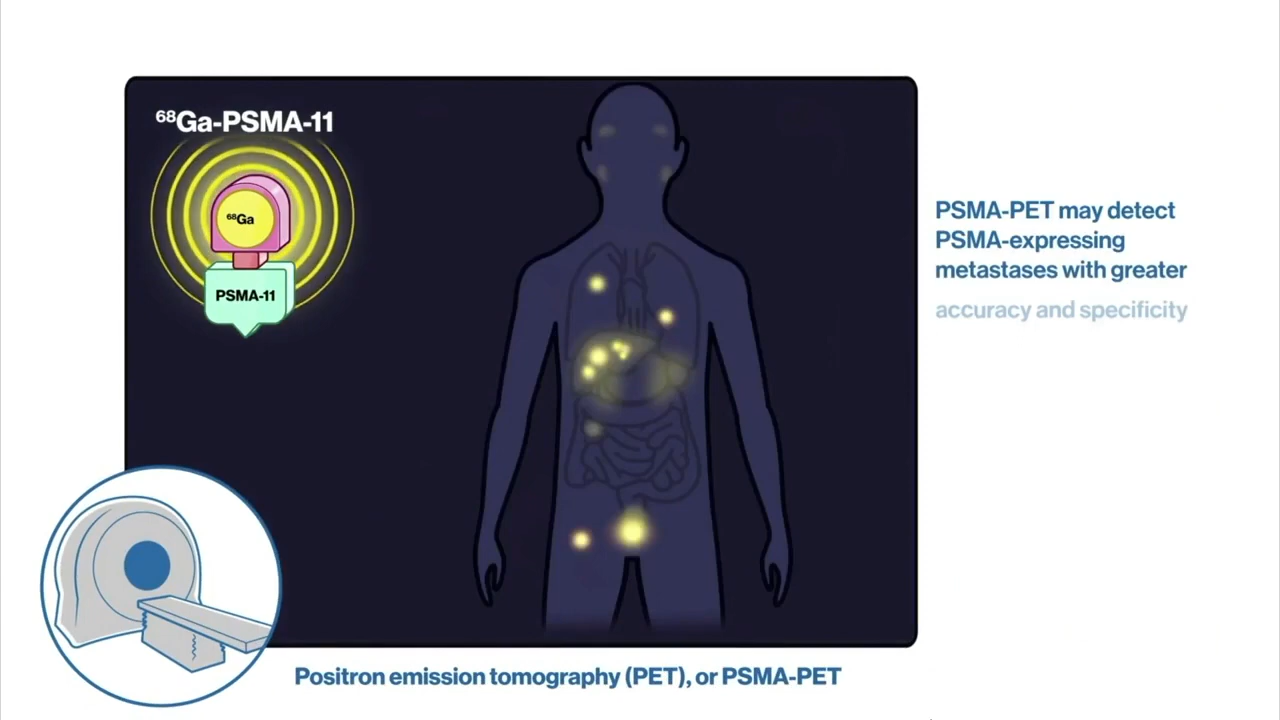 ⁶⁸Ga-PSMA-11
⁶⁸Ga
PSMA-11
PSMA-PET may detect
PSMA-expressing
metastases with greater
accuracy and specificity
Positron emission tomography (PET), or PSMA-PET